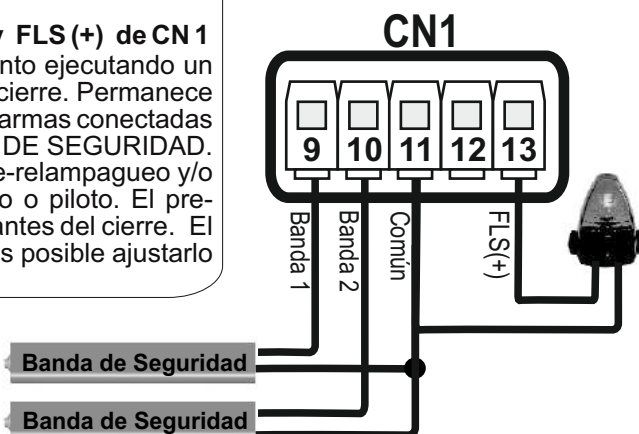 y FLS (+) de CN 1
nto ejecutando un
cierre. Permanece
armas conectadas
DE SEGURIDAD.
e-relampagueo y/o
o o piloto. El pre-
antes del cierre. El
s posible ajustarlo
CN1
9 10 11 12 13
Banda 1
Banda 2
Común
FLS(+)
Banda de Seguridad
Banda de Seguridad